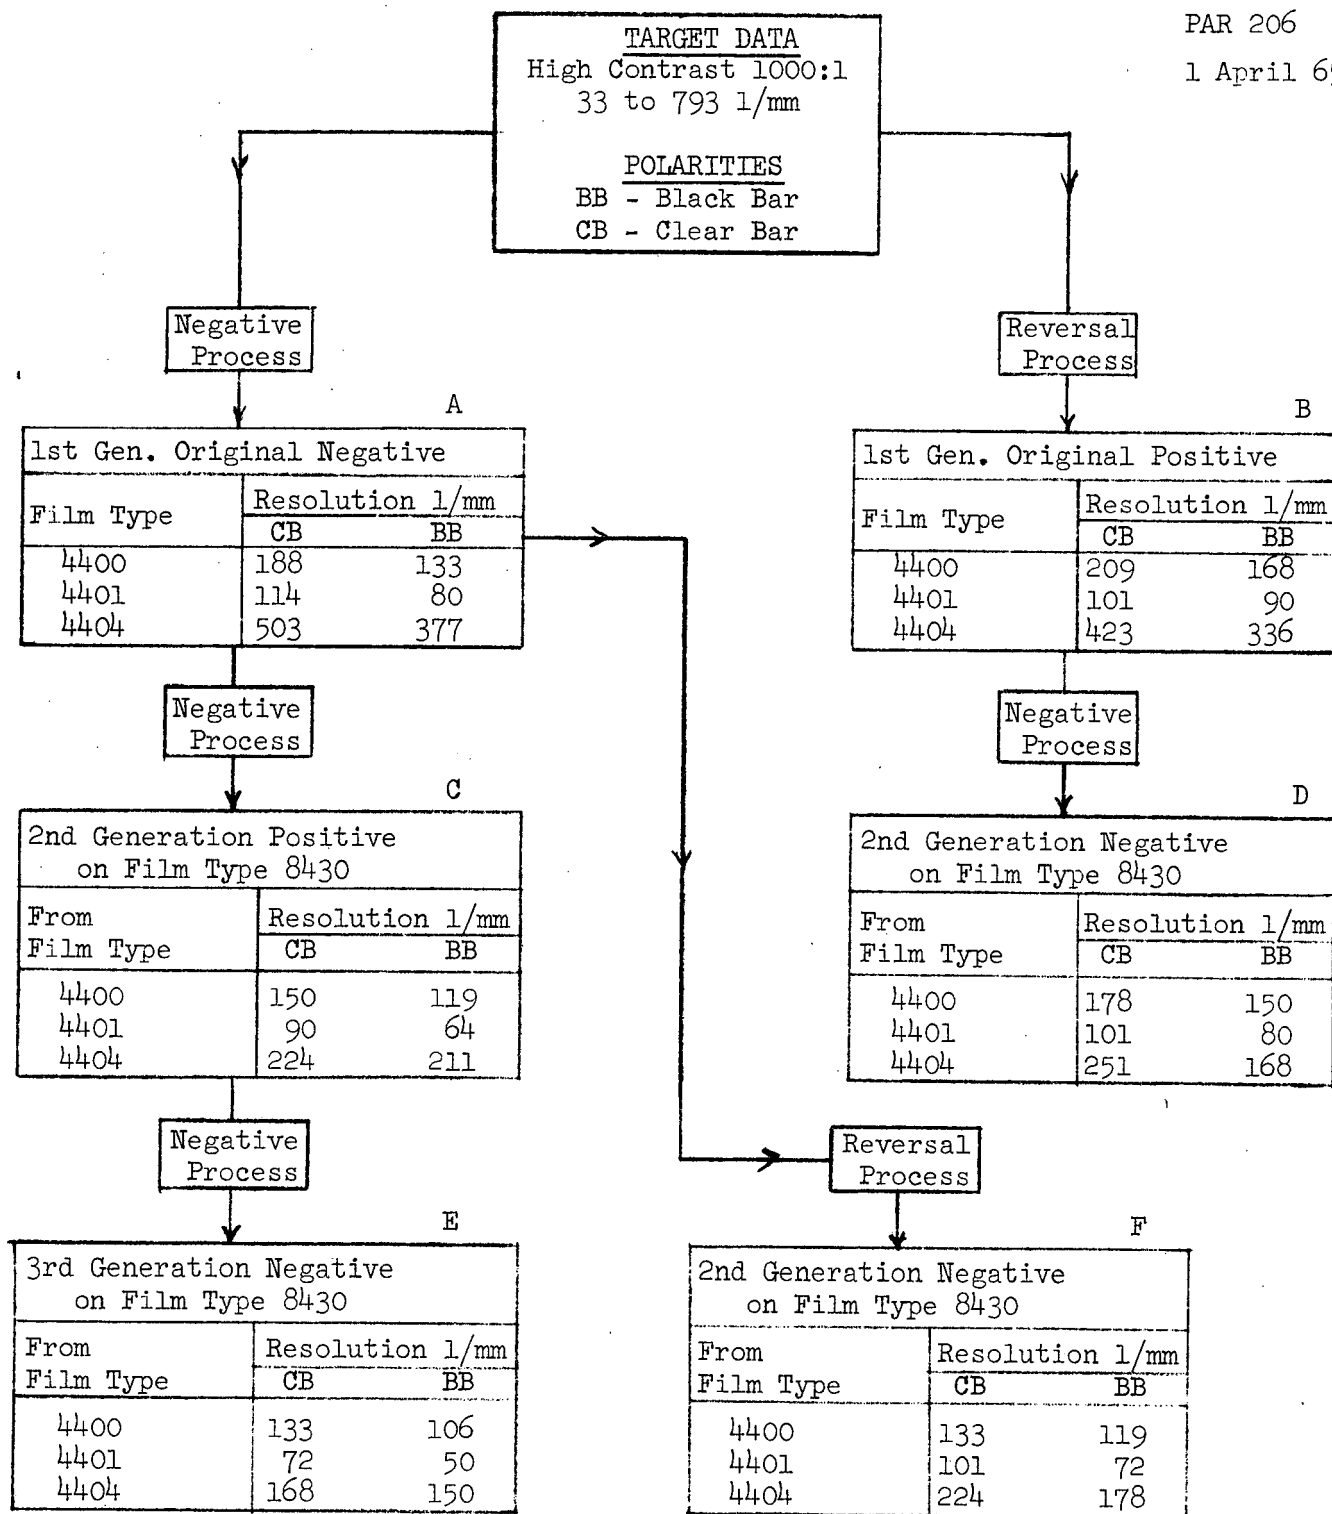 PAR 206
1 April 6
TARGET DATA
High Contrast 1000:1
33 to 793 l/mm
POLARITIES
BB - Black Bar
CB - Clear Bar
Negative
Process
Reversal
Process
A
1st Gen. Original Negative
Film Type
Resolution l/mm
CB BB
4400 188 133
4401 114 80
4404 503 377
B
1st Gen. Original Positive
Film Type
Resolution l/mm
CB BB
4400 209 168
4401 101 90
4404 423 336
Negative
Process
Negative
Process
C
2nd Generation Positive
on Film Type 8430
From
Film Type
Resolution l/mm
CB BB
4400 150 119
4401 90 64
4404 224 211
D
2nd Generation Negative
on Film Type 8430
From
Film Type
Resolution l/mm
CB BB
4400 178 150
4401 101 80
4404 251 168
Negative
Process
Reversal
Process
E
3rd Generation Negative
on Film Type 8430
From
Film Type
Resolution l/mm
CB BB
4400 133 106
4401 72 50
4404 168 150
F
2nd Generation Negative
on Film Type 8430
From
Film Type
Resolution l/mm
CB BB
4400 133 119
4401 101 72
4404 224 178